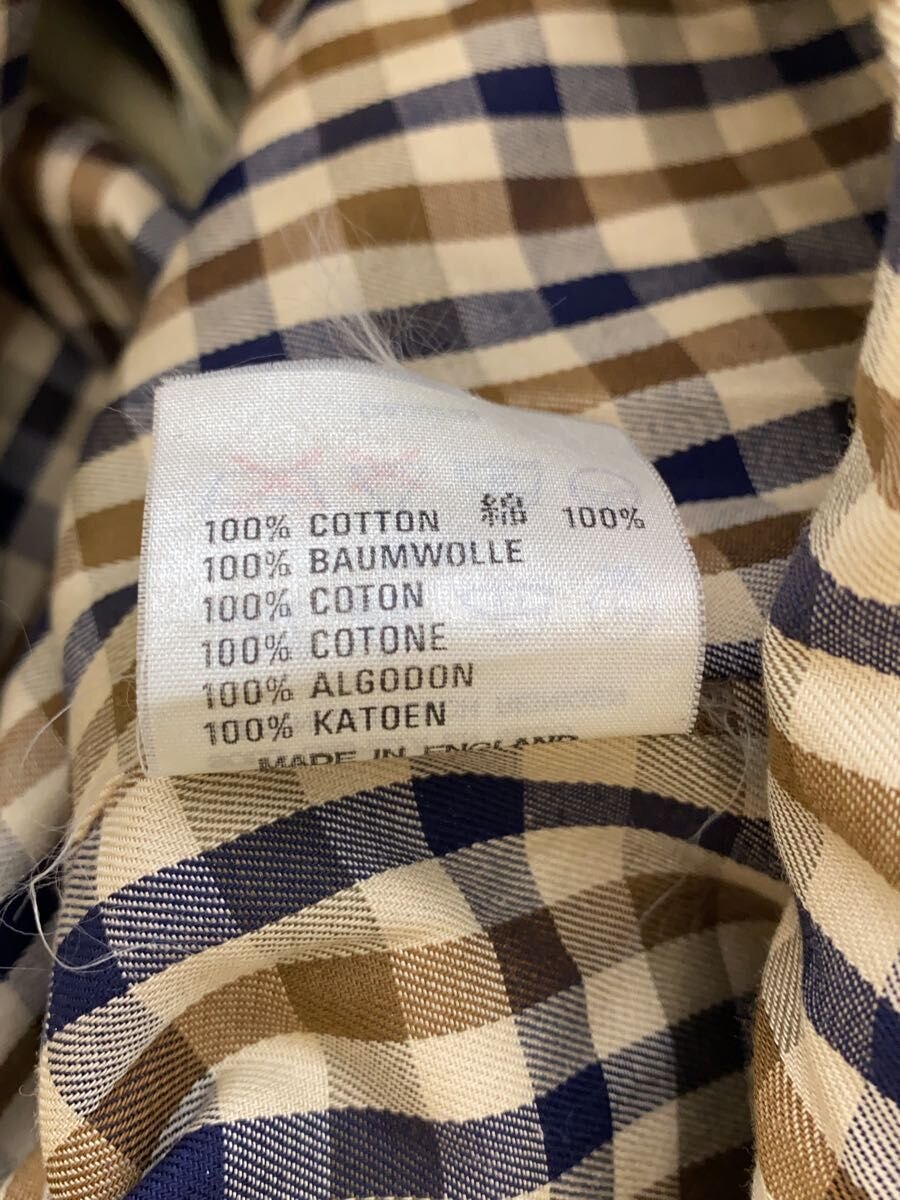 100% COTTON 綿 100%
100% BAUMWOLLE
100% COTON
100% COTONE
100% ALGODON
100% KATOEN
MADE IN ENGLAND